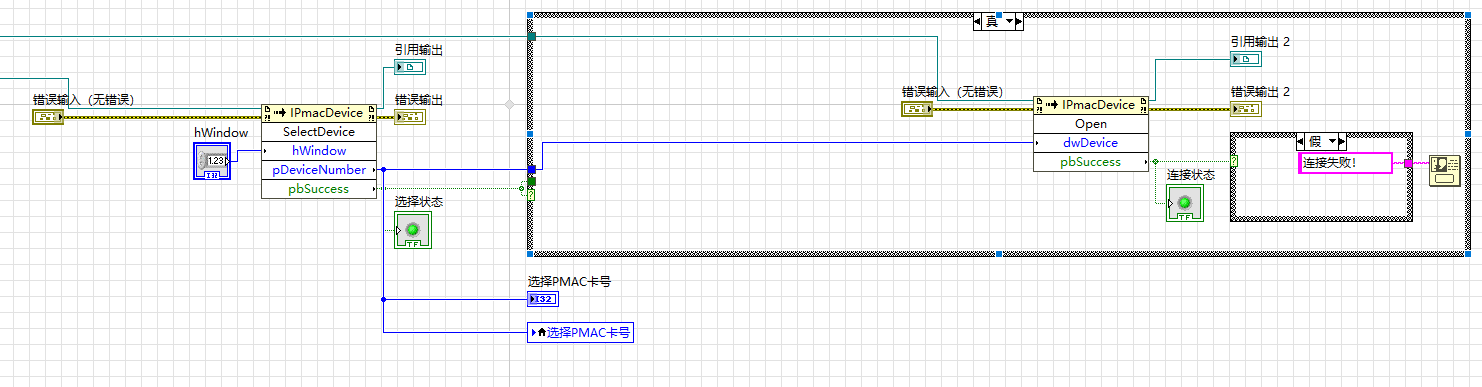 真
引用输出
错误输入（无错误）
IPmacDevice
错误输出
SelectDevice
hWindow
hWindow
1.23
pDeviceNumber
pbSuccess
选择状态
TF
引用输出 2
错误输入（无错误）
IPmacDevice
错误输出 2
Open
dwDevice
pbSuccess
?
?
假
连接失败!
连接状态
TF
选择PMAC卡号
I32
选择PMAC卡号